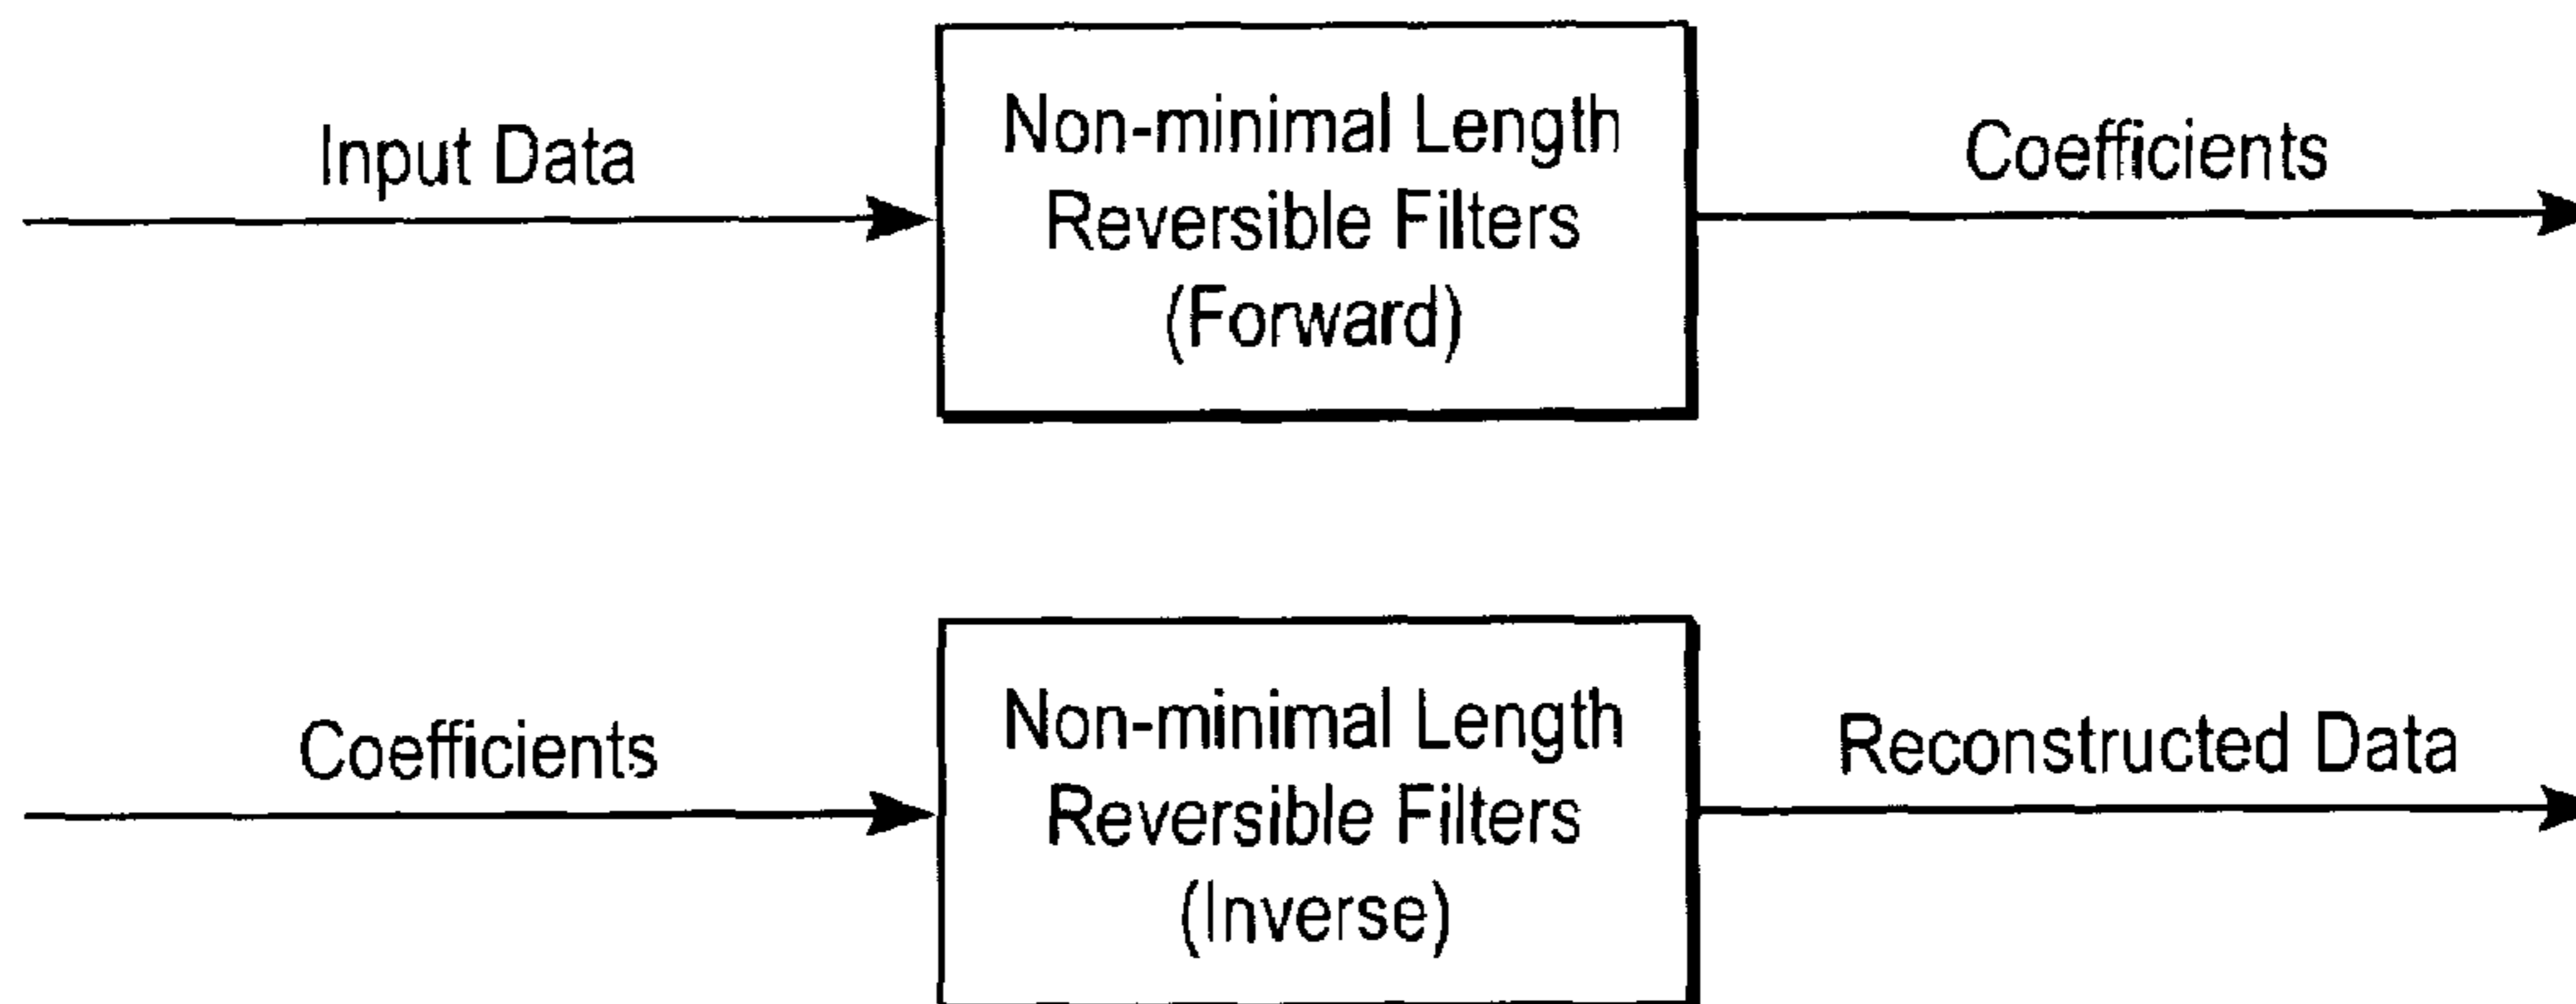 Input Data
Non-minimal Length
Reversible Filters
(Forward)
Coefficients
Coefficients
Non-minimal Length
Reversible Filters
(Inverse)
Reconstructed Data